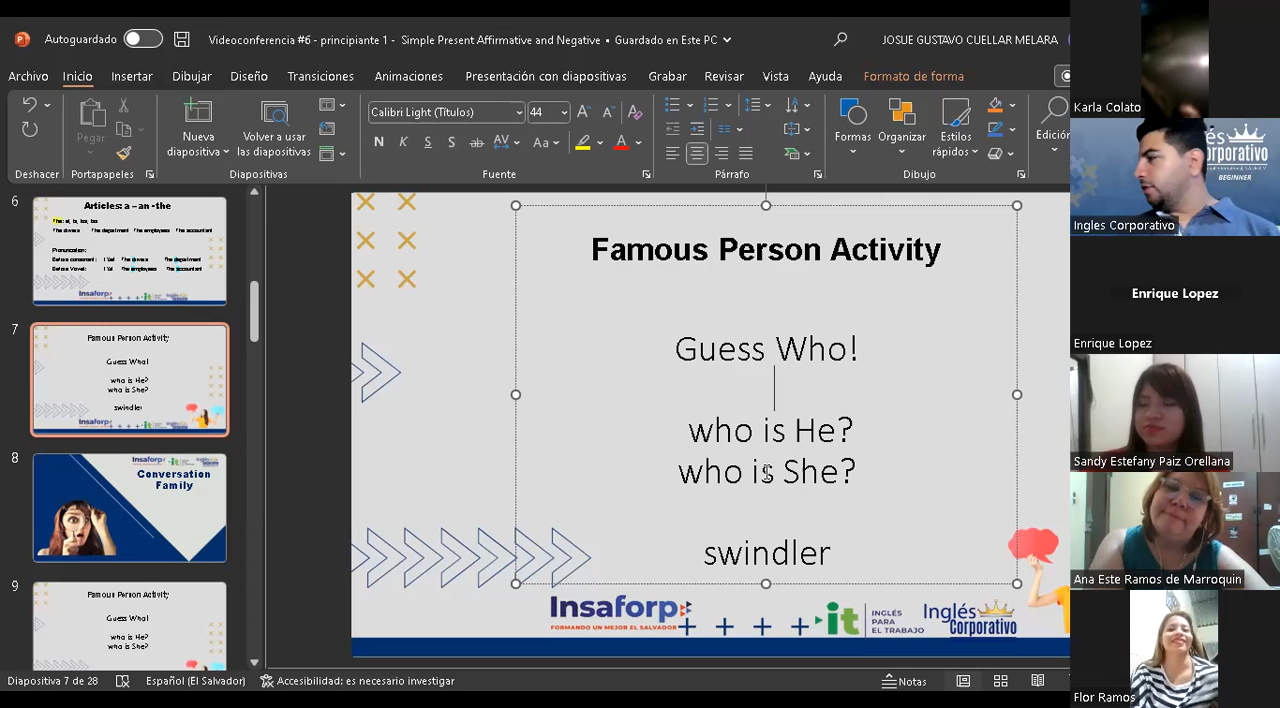 Autoguardado
Videoconferencia #6 - principiante 1 - Simple Present Affirmative and Negative • Guardado en Este PC
JOSUE GUSTAVO CUELLAR MELARA
Archivo Inicio Insertar Dibujar Diseño Transiciones Animaciones Presentación con diapositivas Grabar Revisar Vista Ayuda Formato de forma
Calibri Light (Títulos) 44
Pegar
Nueva diapositiva
Volver a usar las diapositivas
N K S S ab AV Aa A
Formas Organizar Estilos rápidos Edición
Deshacer Portapapeles Diapositivas Fuente Párrafo Dibujo
6
Articles: a – an -the
7
Famous Person Activity
Guess Who!
who is He?
who is She?
swindler
Insaforp
8
Conversation
Family
9
Famous Person Activity
Guess Who!
who is He?
who is She?
Famous Person Activity
Guess Who!
who is He?
who is She?
swindler
Insaforp
FORMANDO UN MEJOR EL SALVADOR
it INGLÉS PARA EL TRABAJO
Inglés Corporativo
Diapositiva 7 de 28 Español (El Salvador) Accesibilidad: es necesario investigar Notas
Karla Colato
Corporativo
BEGINNER
Ingles Corporativo
Enrique Lopez
Enrique Lopez
Sandy Estefany Paiz Orellana
Ana Este Ramos de Marroquin
Flor Ramos